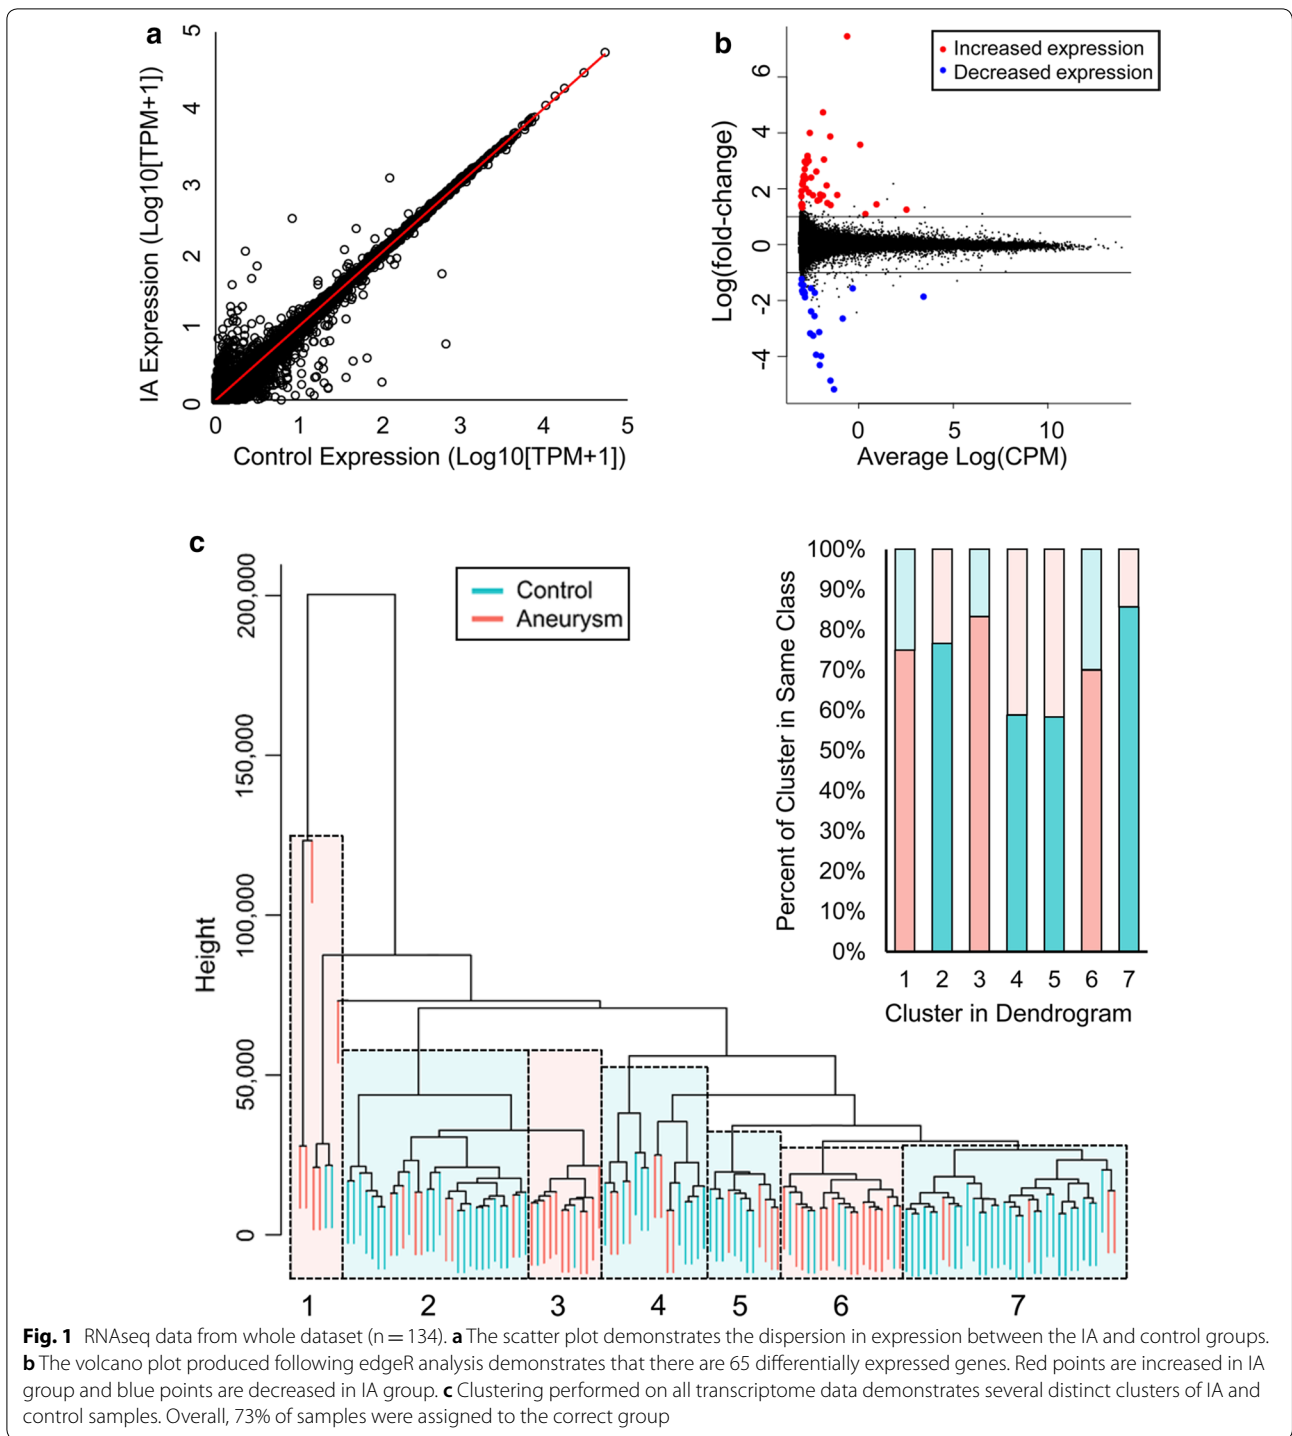 a
5
4
3
2
1
0
IA Expression (Log10[TPM+1])
0 1 2 3 4 5
Control Expression (Log10[TPM+1])
b
Increased expression
Decreased expression
6
4
2
0
-2
-4
Log(fold-change)
0 5 10
Average Log(CPM)
c
Control
Aneurysm
200,000
150,000
100,000
50,000
0
Height
1 2 3 4 5 6 7
100%
90%
80%
70%
60%
50%
40%
30%
20%
10%
0%
Percent of Cluster in Same Class
1 2 3 4 5 6 7
Cluster in Dendrogram
Fig. 1 RNAseq data from whole dataset (n = 134). a The scatter plot demonstrates the dispersion in expression between the IA and control groups.
b The volcano plot produced following edgeR analysis demonstrates that there are 65 differentially expressed genes. Red points are increased in IA
group and blue points are decreased in IA group. c Clustering performed on all transcriptome data demonstrates several distinct clusters of IA and
control samples. Overall, 73% of samples were assigned to the correct group